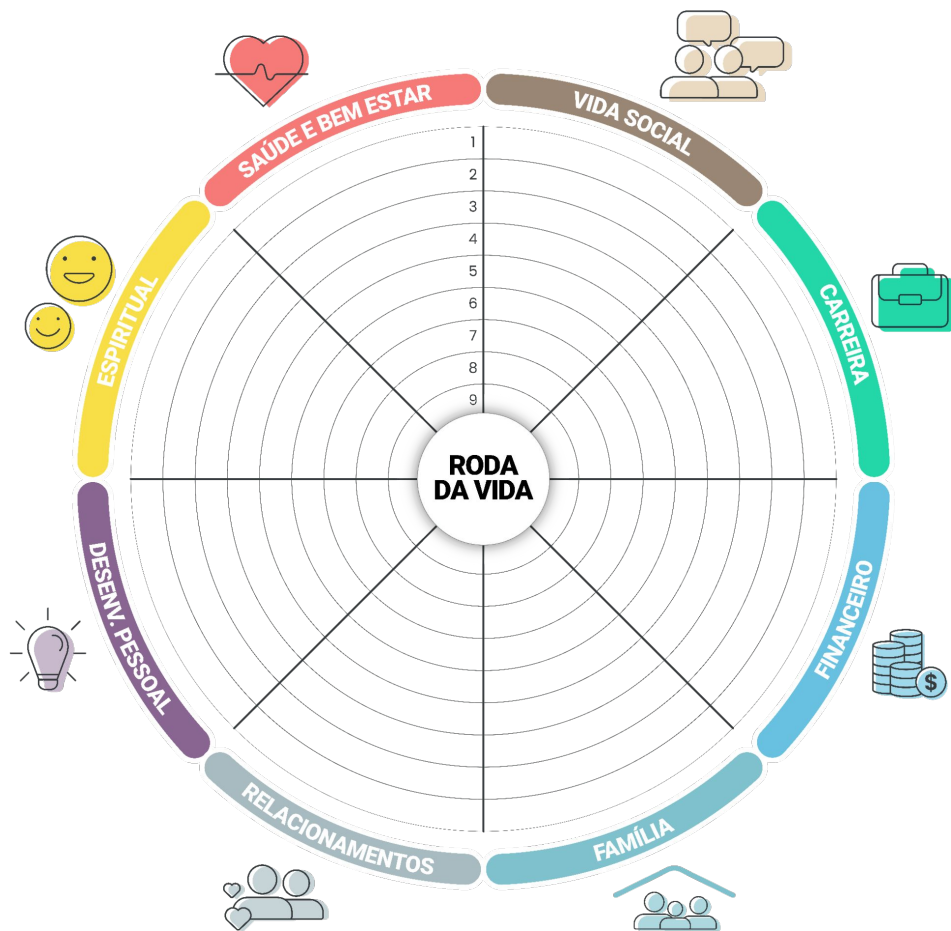 SAÚDE E BEM ESTAR
VIDA SOCIAL
CARREIRA
FINANCEIRO
FAMÍLIA
RELACIONAMENTOS
DESENV. PESSOAL
ESPIRITUAL
1
2
3
4
5
6
7
8
9
RODA
DA VIDA
$